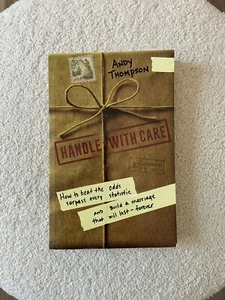 ANDY
THOMPSON
HANDLE WITH CARE
How to beat the odds
surpass every statistic
and Build a marriage
that will last - forever